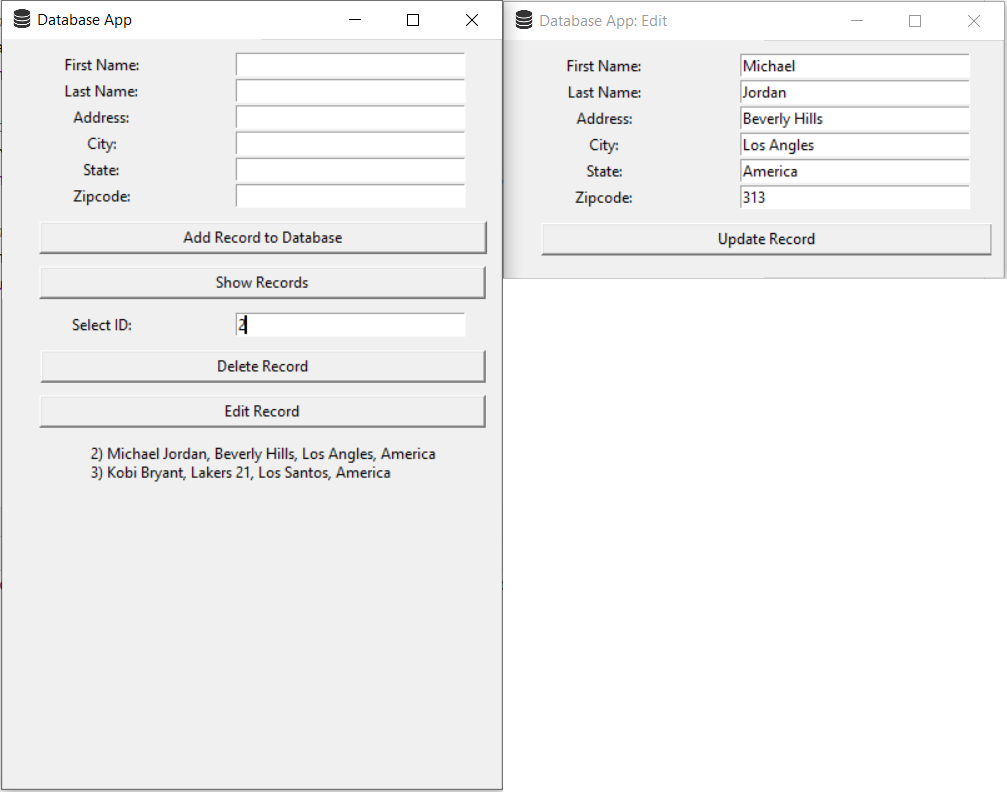 Database App
First Name:
Last Name:
Address:
City:
State:
Zipcode:
Add Record to Database
Show Records
Select ID: 2
Delete Record
Edit Record
2) Michael Jordan, Beverly Hills, Los Angles, America
3) Kobi Bryant, Lakers 21, Los Santos, America
Database App: Edit
First Name: Michael
Last Name: Jordan
Address: Beverly Hills
City: Los Angles
State: America
Zipcode: 313
Update Record